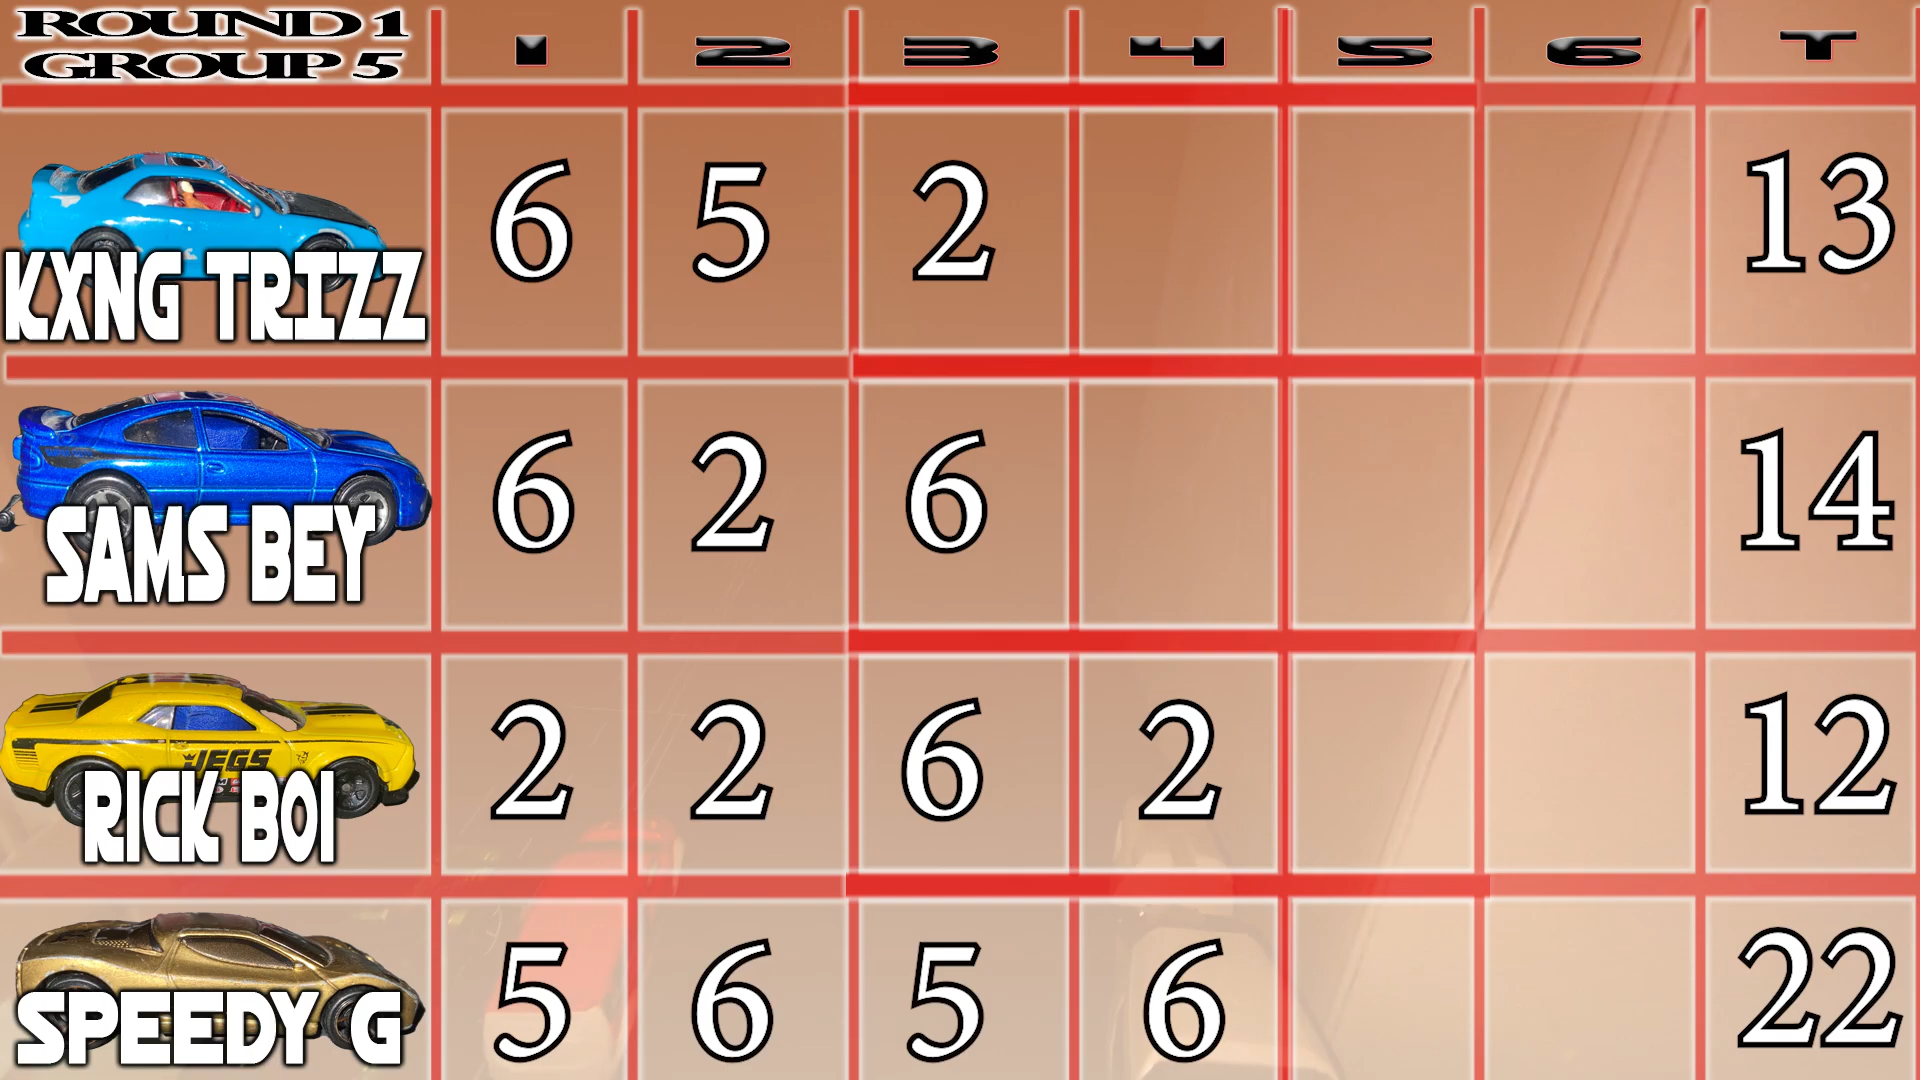 ROUND 1
GROUP 5
1 2 3 4 5 6 T
KXNG TRIZZ 6 5 2 13
SAMS BEY 6 2 6 14
JEGS
RICK BOI 2 2 6 2 12
SPEEDY G 5 6 5 6 22